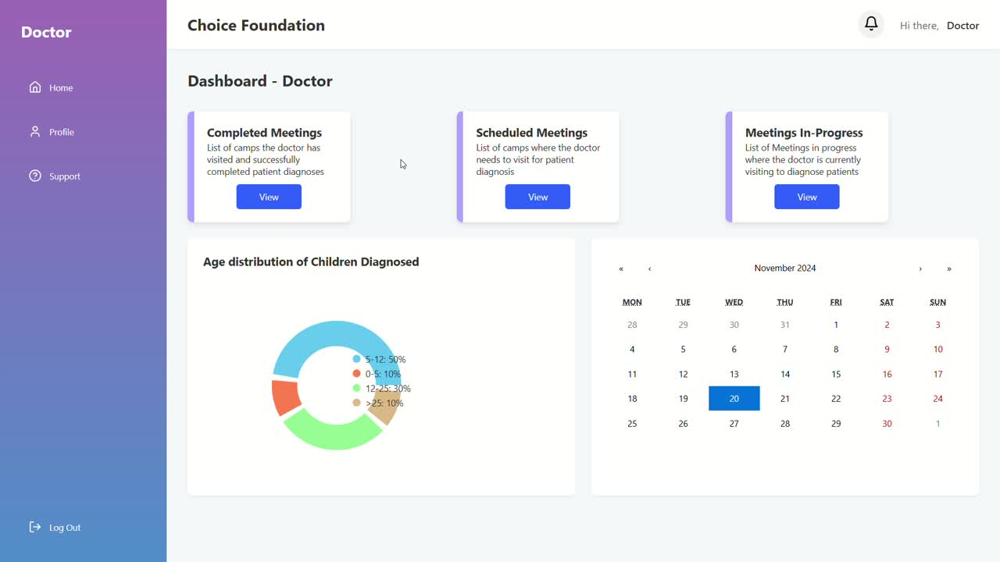 Doctor
Home
Profile
Support
Log Out
Choice Foundation
Hi there, Doctor
Dashboard - Doctor
Completed Meetings
List of camps the doctor has
visited and successfully
completed patient diagnoses
View
Scheduled Meetings
List of camps where the doctor
needs to visit for patient
diagnosis
View
Meetings In-Progress
List of Meetings in progress
where the doctor is currently
visiting to diagnose patients
View
Age distribution of Children Diagnosed
5-12: 50%
0-5: 10%
12-25: 30%
>25: 10%
« ‹ November 2024 › »
MON TUE WED THU FRI SAT SUN
28 29 30 31 1 2 3
4 5 6 7 8 9 10
11 12 13 14 15 16 17
18 19 20 21 22 23 24
25 26 27 28 29 30 1